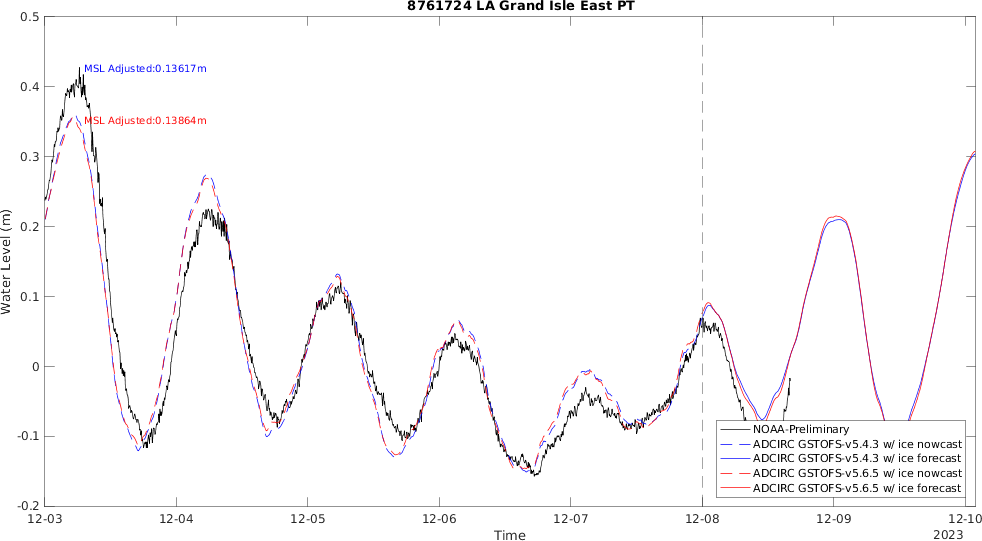 8761724 LA Grand Isle East PT
0.5
0.4
0.3
0.2
0.1
0
-0.1
-0.2
Water Level (m)
MSL Adjusted:0.13617m
MSL Adjusted:0.13864m
NOAA-Preliminary
ADCIRC GSTOFS-v5.4.3 w/ ice nowcast
ADCIRC GSTOFS-v5.4.3 w/ ice forecast
ADCIRC GSTOFS-v5.6.5 w/ ice nowcast
ADCIRC GSTOFS-v5.6.5 w/ ice forecast
12-03 12-04 12-05 12-06 12-07 12-08 12-09 12-10
Time
2023